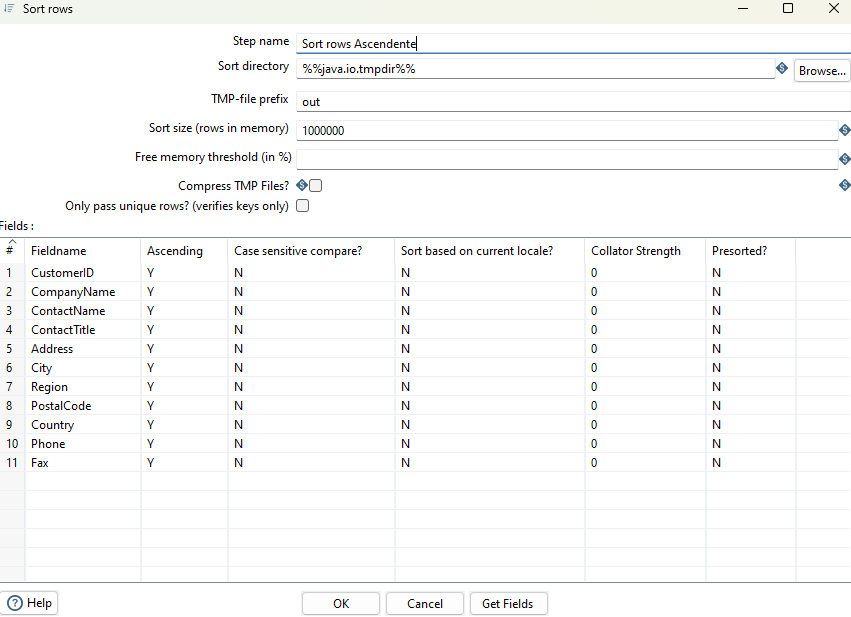 Sort rows
Step name Sort rows Ascendente
Sort directory %%java.io.tmpdir%% Browse...
TMP-file prefix out
Sort size (rows in memory) 1000000
Free memory threshold (in %)
Compress TMP Files?
Only pass unique rows? (verifies keys only)
Fields :
# Fieldname Ascending Case sensitive compare? Sort based on current locale? Collator Strength Presorted?
1 CustomerID Y N N 0 N
2 CompanyName Y N N 0 N
3 ContactName Y N N 0 N
4 ContactTitle Y N N 0 N
5 Address Y N N 0 N
6 City Y N N 0 N
7 Region Y N N 0 N
8 PostalCode Y N N 0 N
9 Country Y N N 0 N
10 Phone Y N N 0 N
11 Fax Y N N 0 N
Help OK Cancel Get Fields